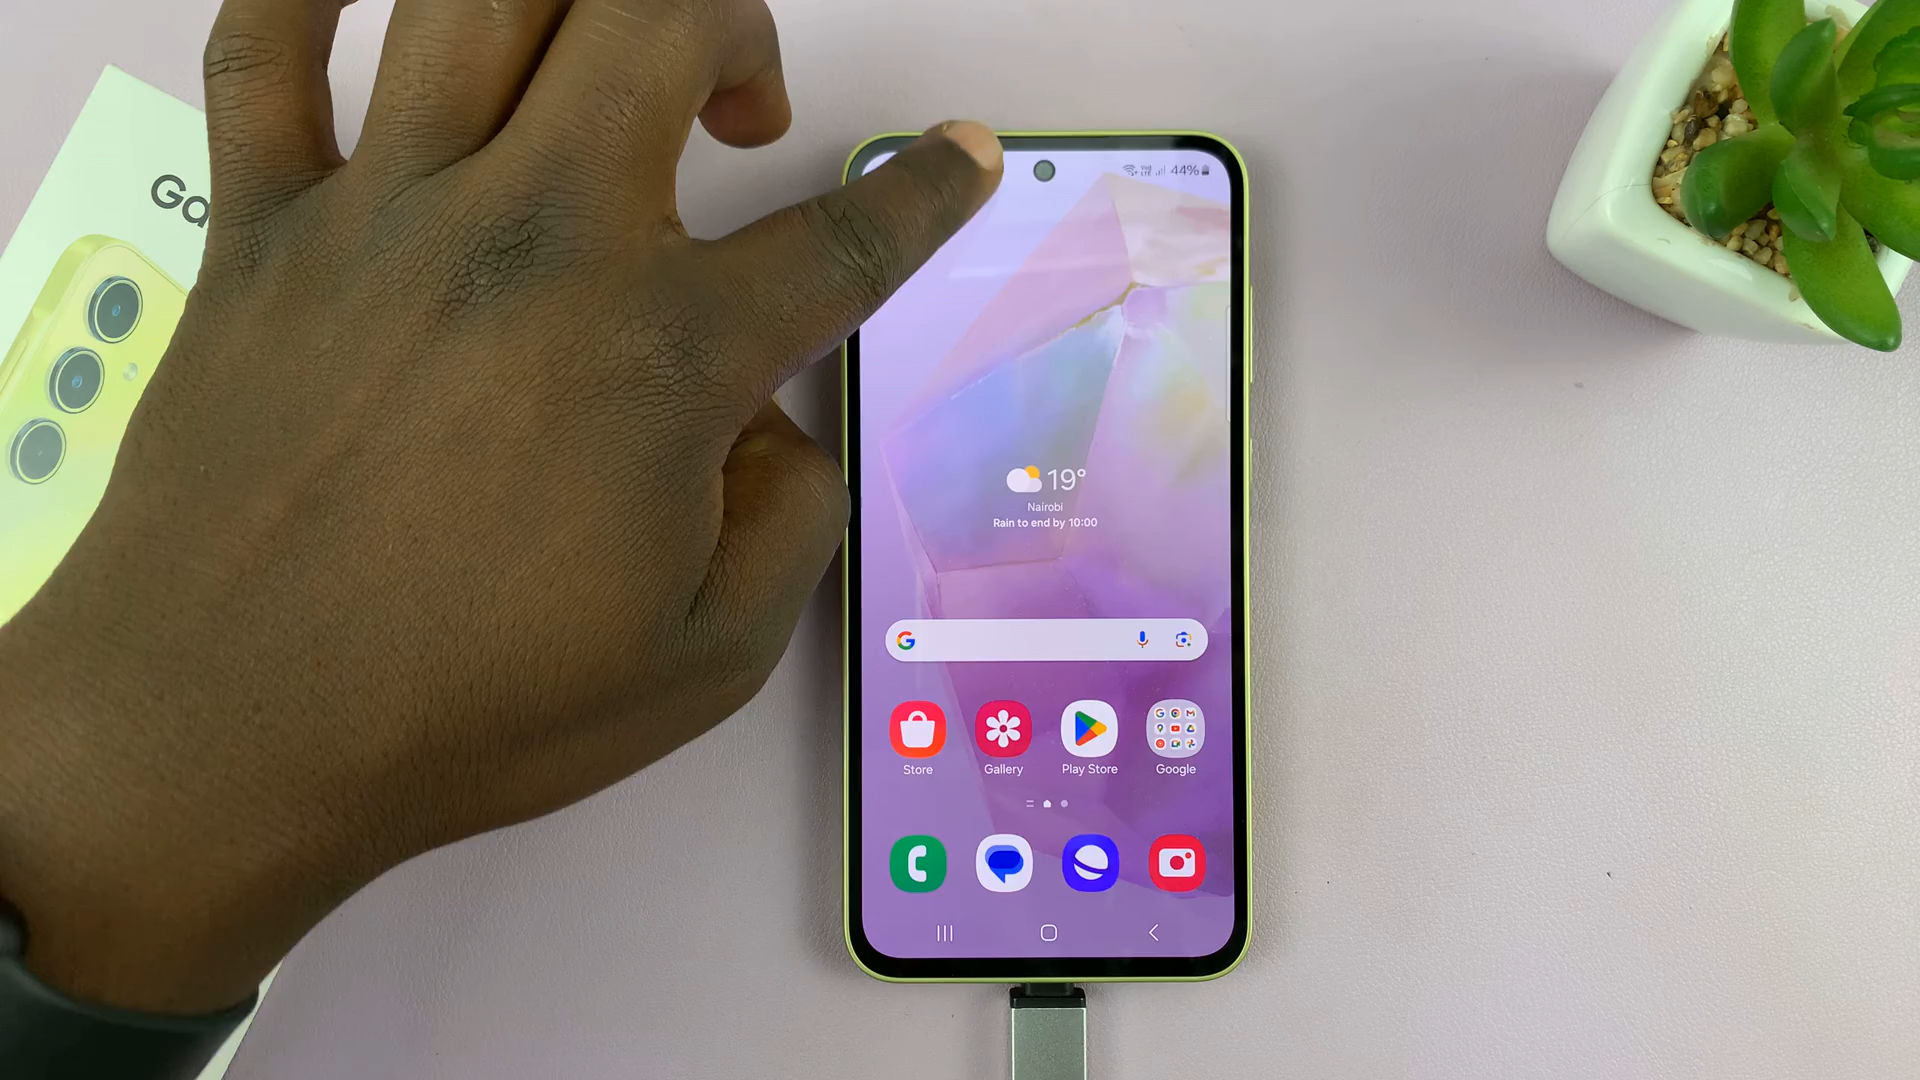 Ga
44%
19°
Nairobi
Rain to end by 10:00
Store
Gallery
Play Store
Google